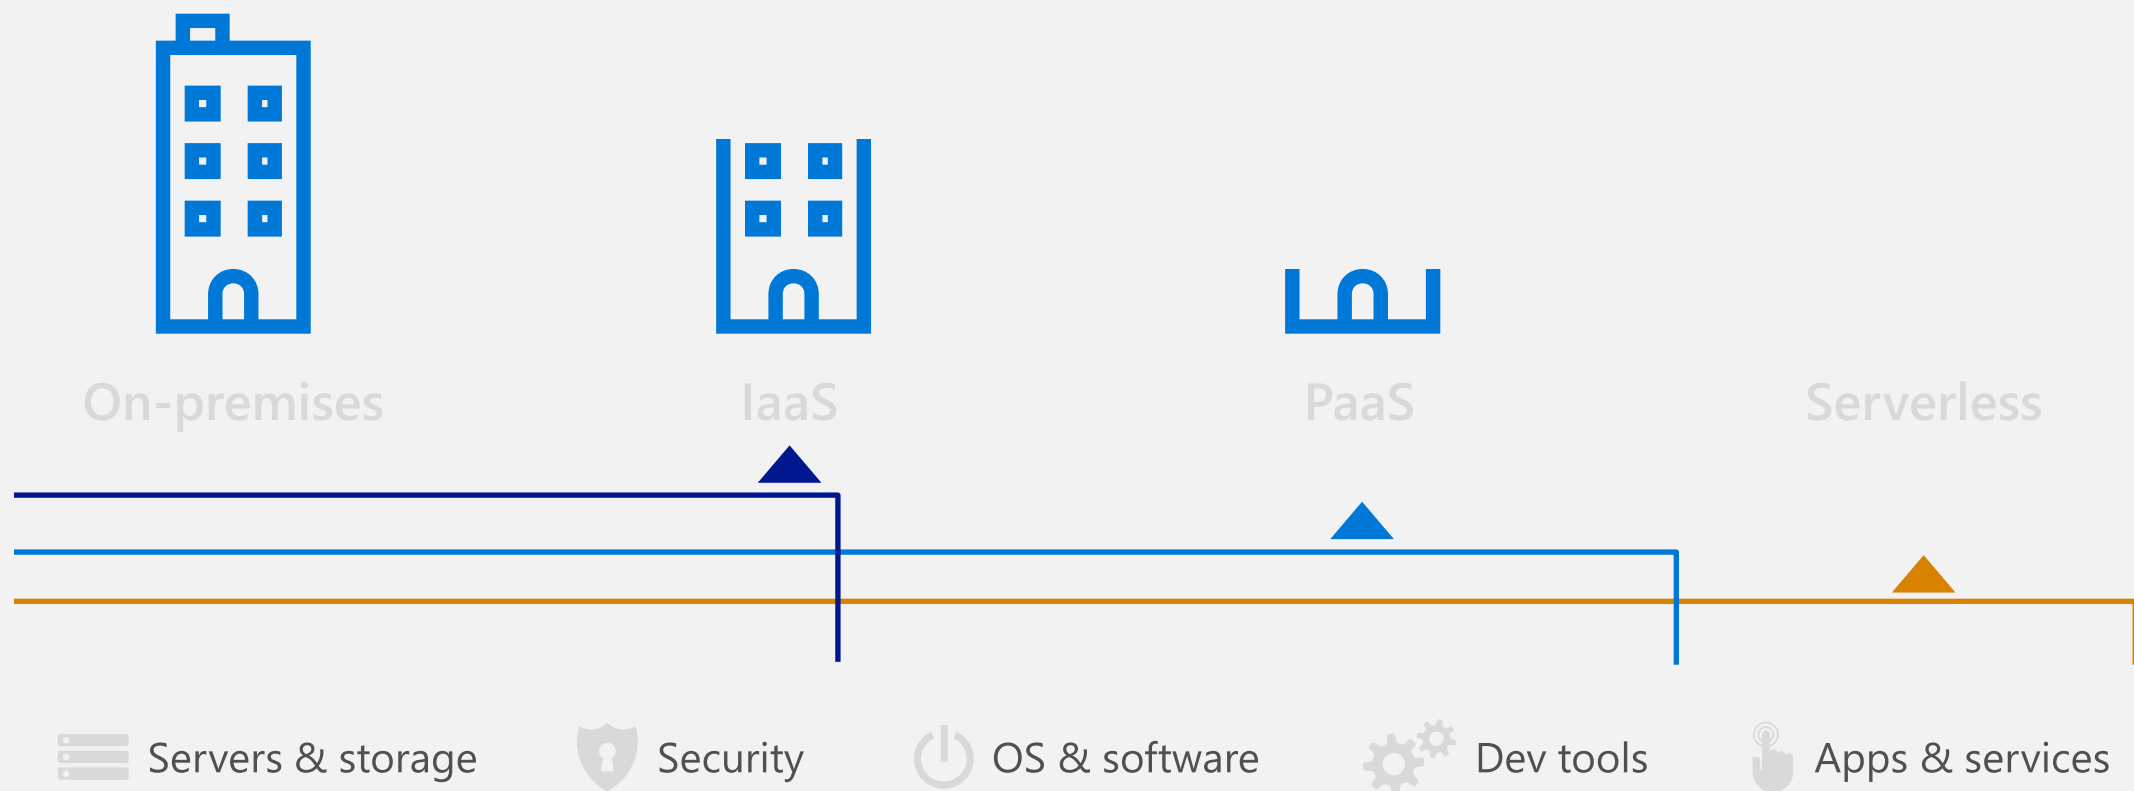 On-premises
IaaS
PaaS
Serverless
Servers & storage
Security
OS & software
Dev tools
Apps & services